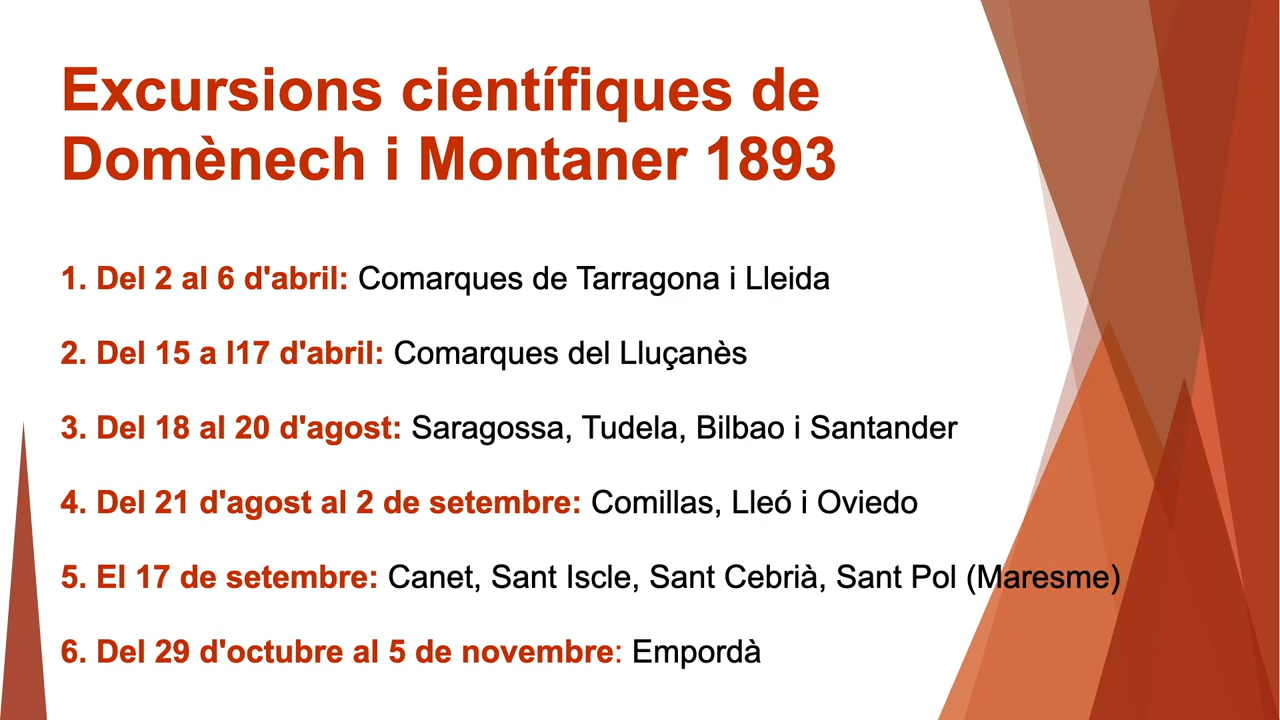 Excursions científiques de
Domènech i Montaner 1893
1. Del 2 al 6 d'abril: Comarques de Tarragona i Lleida
2. Del 15 a l17 d'abril: Comarques del Lluçanès
3. Del 18 al 20 d'agost: Saragossa, Tudela, Bilbao i Santander
4. Del 21 d'agost al 2 de setembre: Comillas, Lleó i Oviedo
5. El 17 de setembre: Canet, Sant Iscle, Sant Cebrià, Sant Pol (Maresme)
6. Del 29 d'octubre al 5 de novembre: Empordà